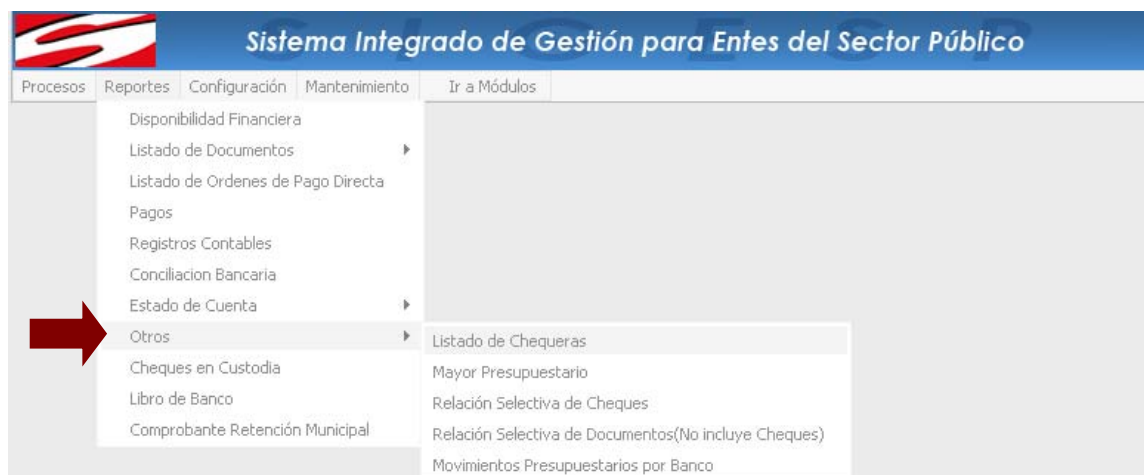 SIGESP
Sistema Integrado de Gestión para Entes del Sector Público
Procesos Reportes Configuración Mantenimiento Ir a Módulos
Disponibilidad Financiera
Listado de Documentos
Listado de Ordenes de Pago Directa
Pagos
Registros Contables
Conciliacion Bancaria
Estado de Cuenta
Otros
Cheques en Custodia
Libro de Banco
Comprobante Retención Municipal
Listado de Chequeras
Mayor Presupuestario
Relación Selectiva de Cheques
Relación Selectiva de Documentos(No incluye Cheques)
Movimientos Presupuestarios por Banco